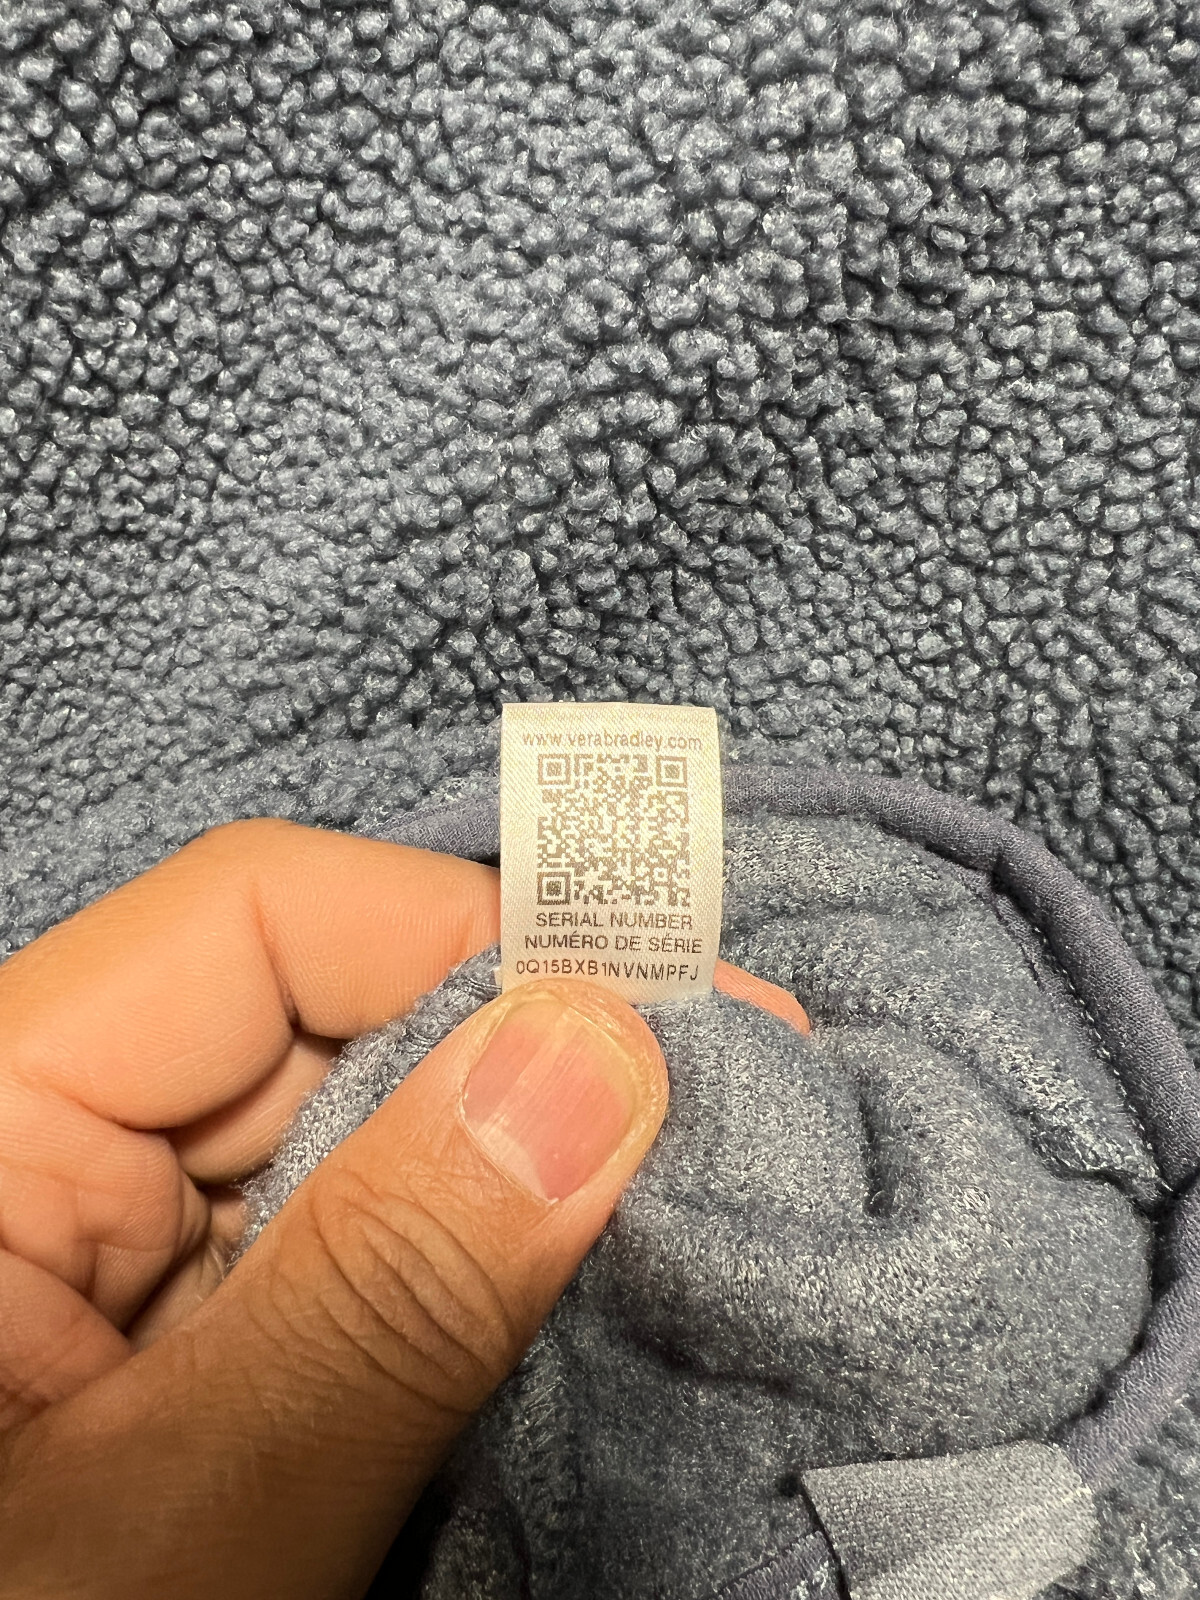 www.verabradley.com
SERIAL NUMBER
NUMÉRO DE SÉRIE
0Q15BXB1NVNMPFJ